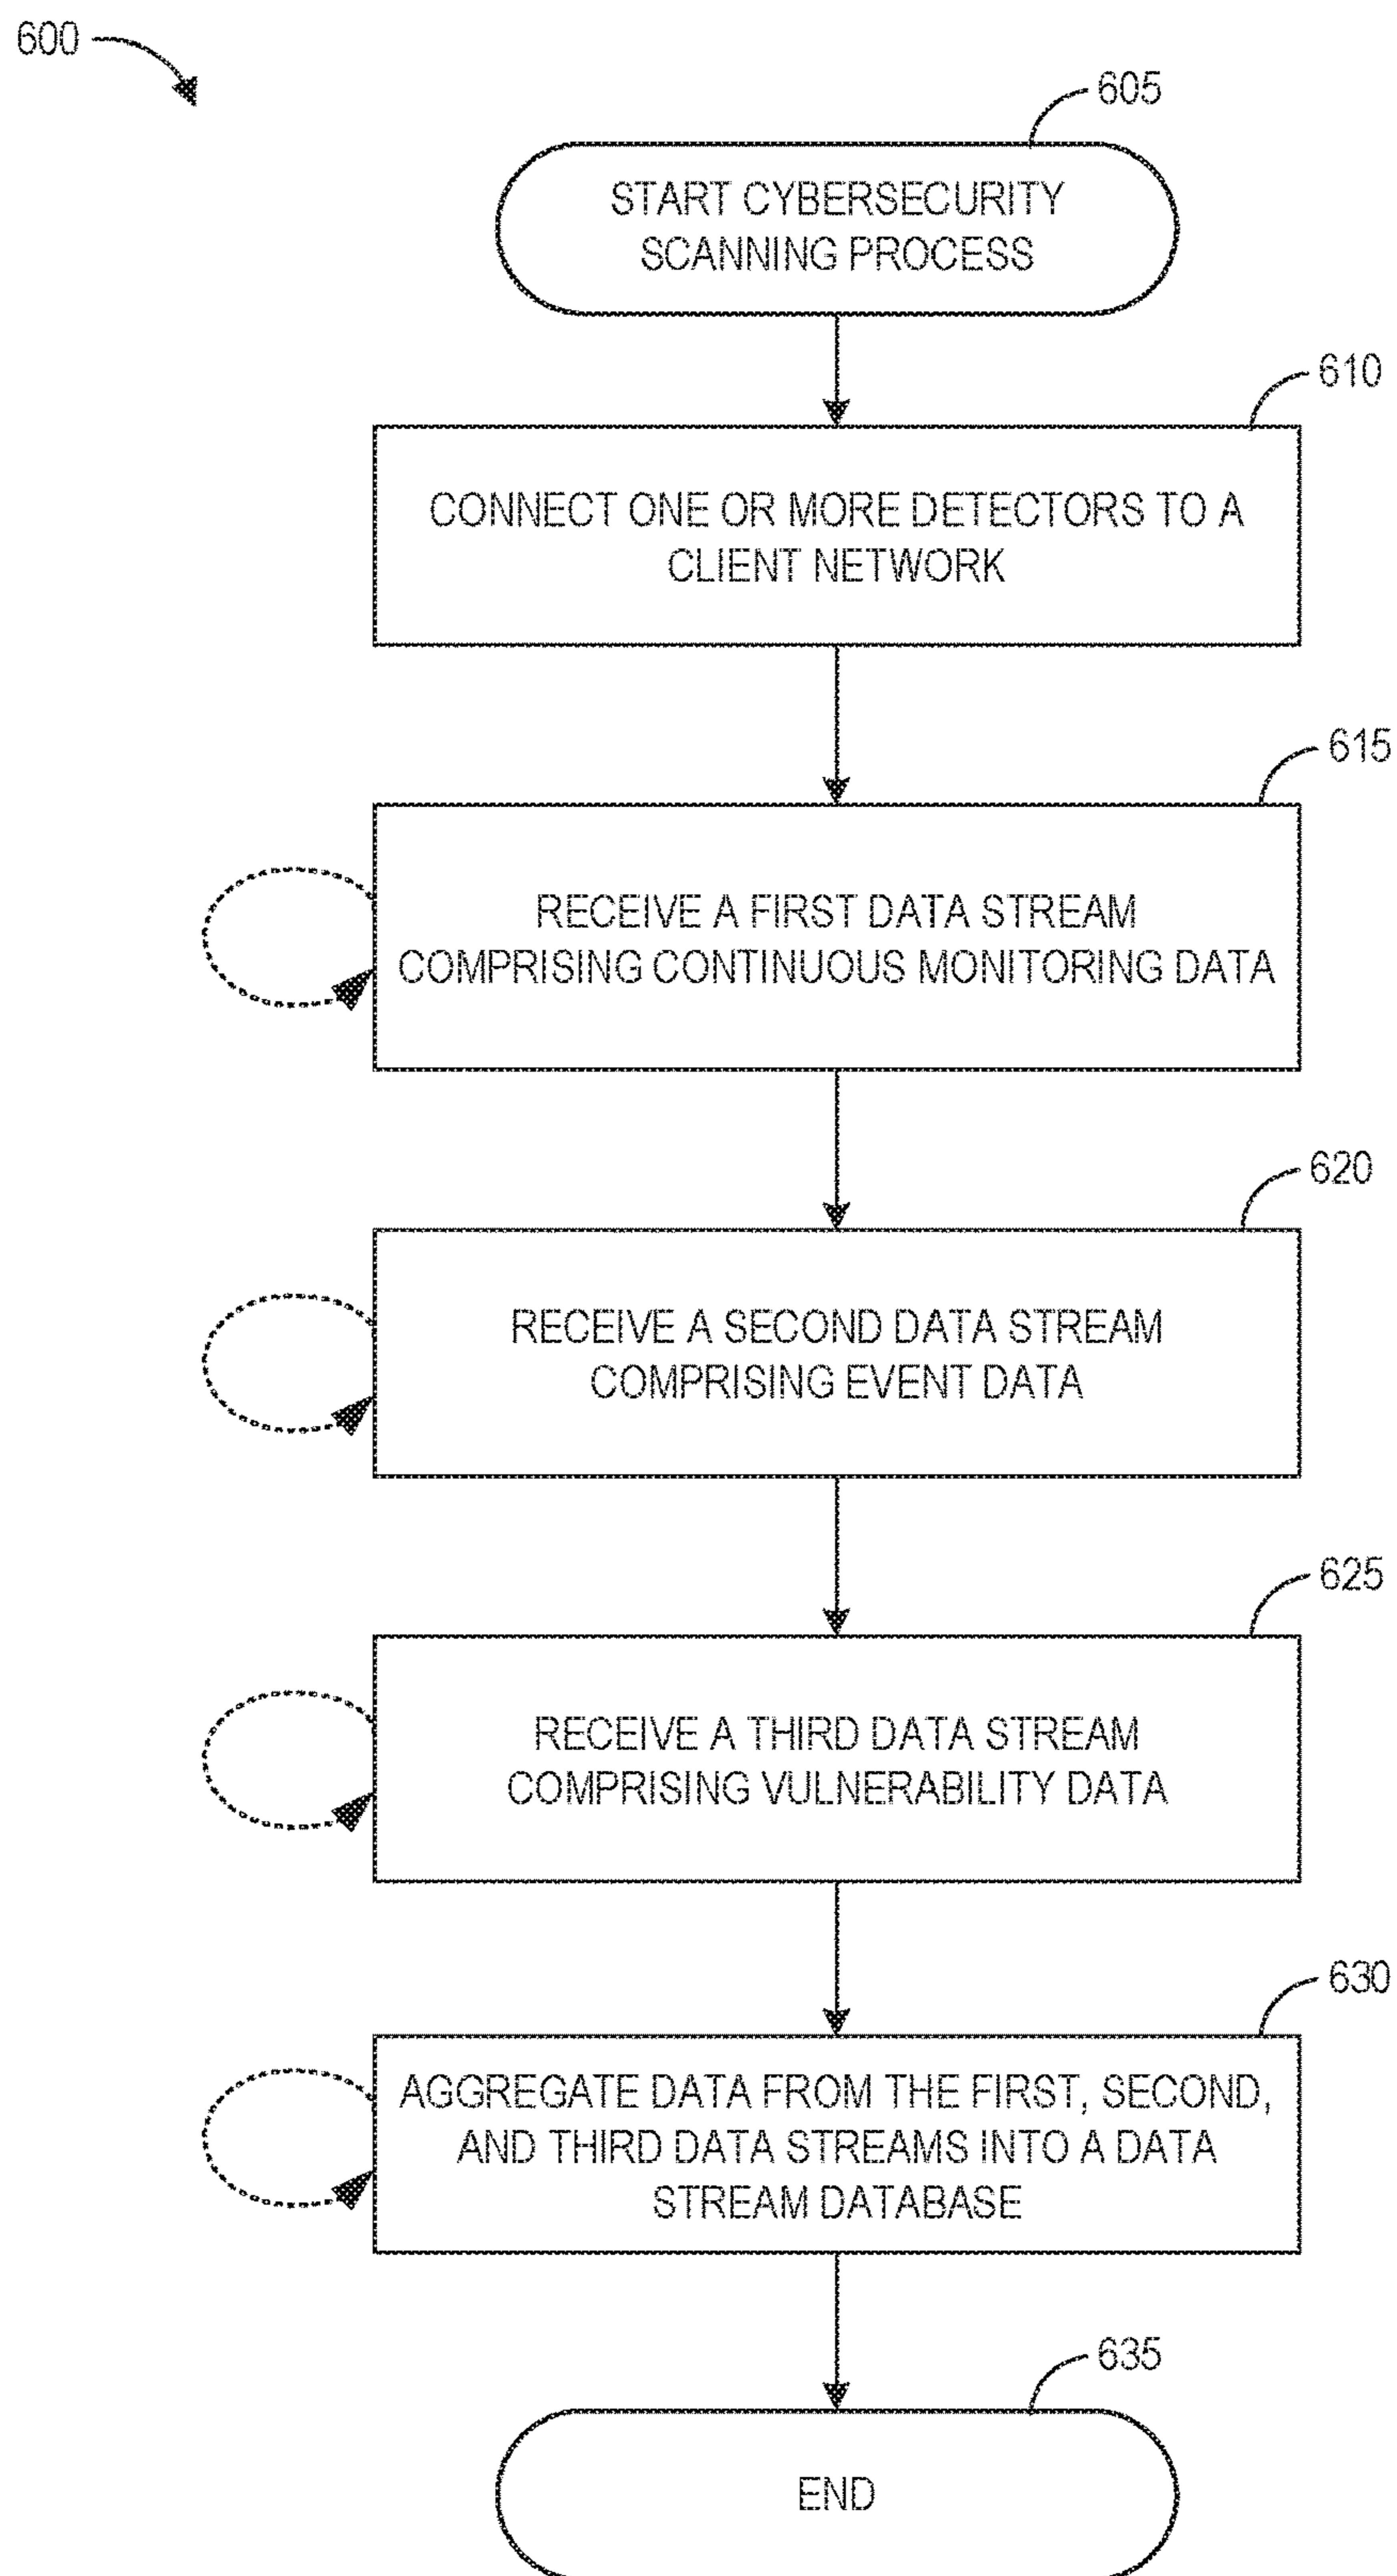 600
605
START CYBERSECURITY
SCANNING PROCESS
610
CONNECT ONE OR MORE DETECTORS TO A
CLIENT NETWORK
615
RECEIVE A FIRST DATA STREAM
COMPRISING CONTINUOUS MONITORING DATA
620
RECEIVE A SECOND DATA STREAM
COMPRISING EVENT DATA
625
RECEIVE A THIRD DATA STREAM
COMPRISING VULNERABILITY DATA
630
AGGREGATE DATA FROM THE FIRST, SECOND,
AND THIRD DATA STREAMS INTO A DATA
STREAM DATABASE
635
END